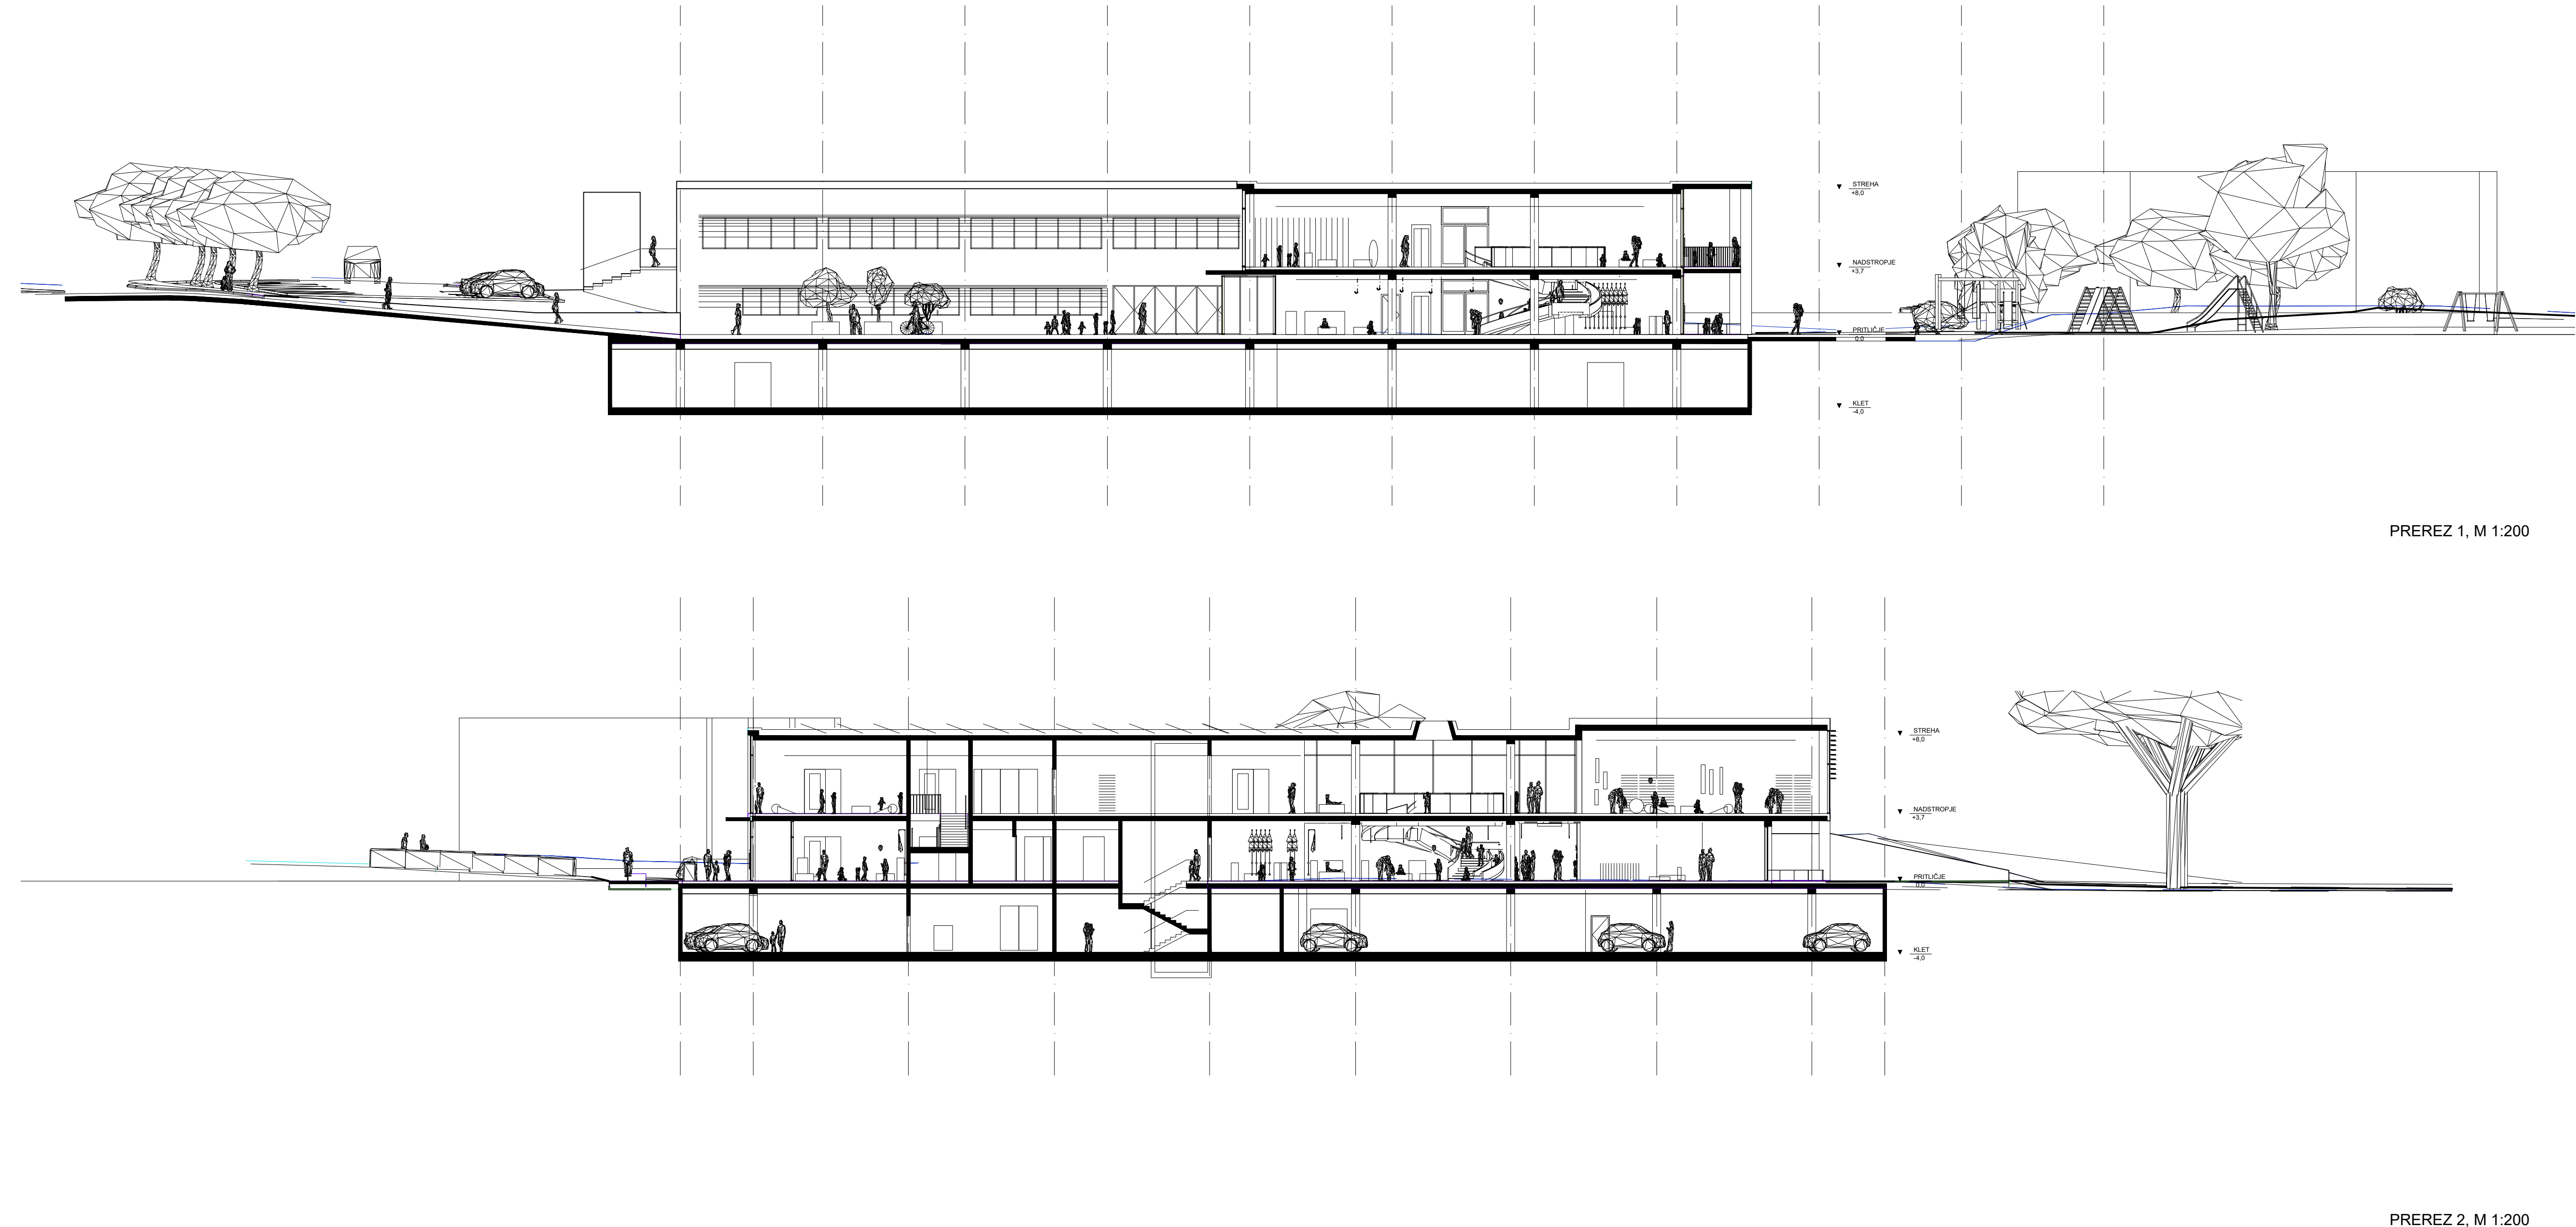 STREHA
+8,0
NADSTROPJE
+3,7
PRITLIČJE
0,0
KLET
-4,0
PREREZ 1, M 1:200
STREHA
+8,0
NADSTROPJE
+3,7
PRITLIČJE
0,0
KLET
-4,0
PREREZ 2, M 1:200